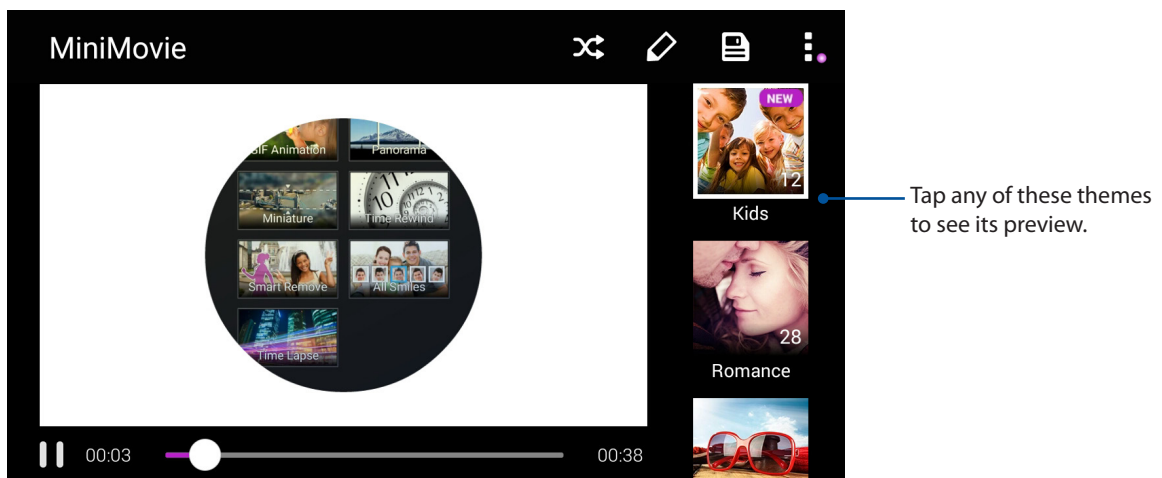 MiniMovie
NEW
12
Kids
Tap any of these themes
to see its preview.
28
Romance
GIF Animation
Panorama
Miniature
Time Rewind
Smart Remove
All Smiles
Time Lapse
00:03
00:38